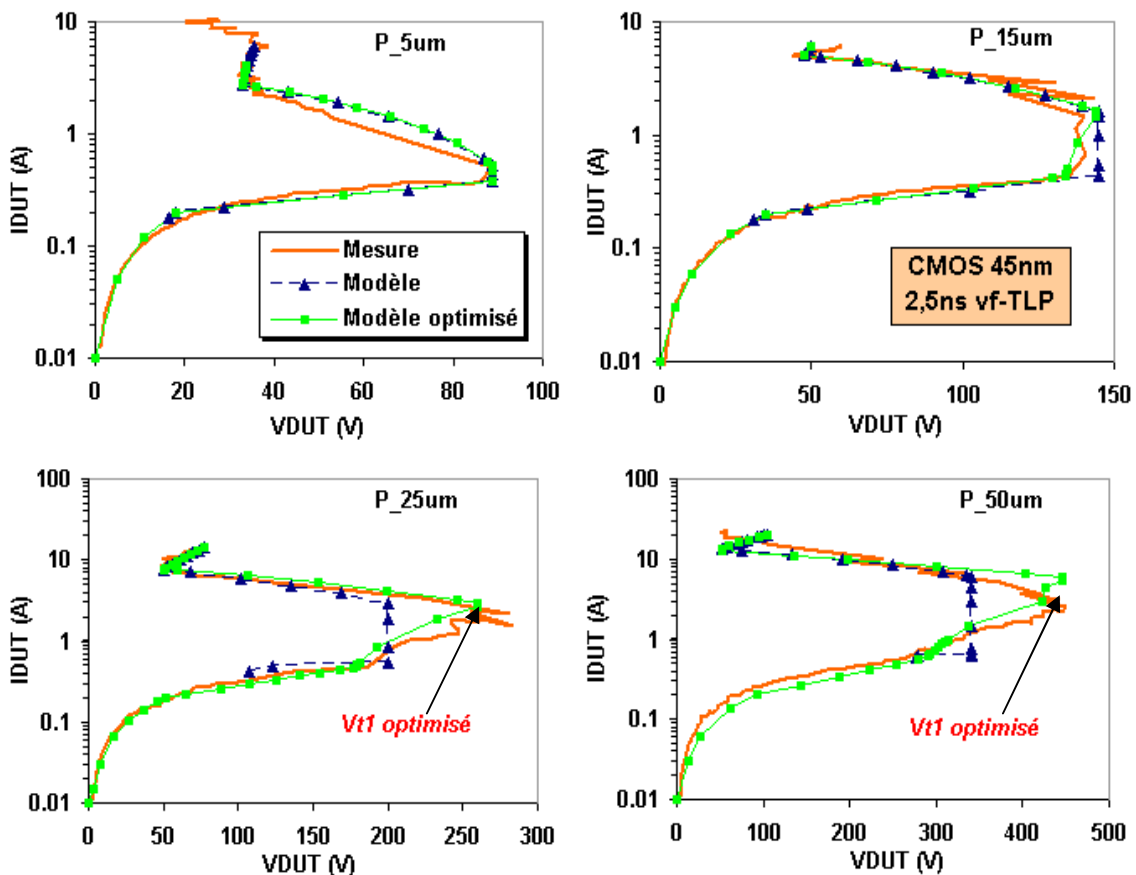 P_5um
10
1
0.1
0.01
IDUT (A)
0
20
40
60
80
100
VDUT (V)
Mesure
Modèle
Modèle optimisé
P_15um
10
1
0.1
0.01
IDUT (A)
0
50
100
150
VDUT (V)
CMOS 45nm
2,5ns vf-TLP
P_25um
100
10
1
0.1
0.01
IDUT (A)
0
50
100
150
200
250
300
VDUT (V)
Vt1 optimisé
P_50um
100
10
1
0.1
0.01
IDUT (A)
0
100
200
300
400
500
VDUT (V)
Vt1 optimisé